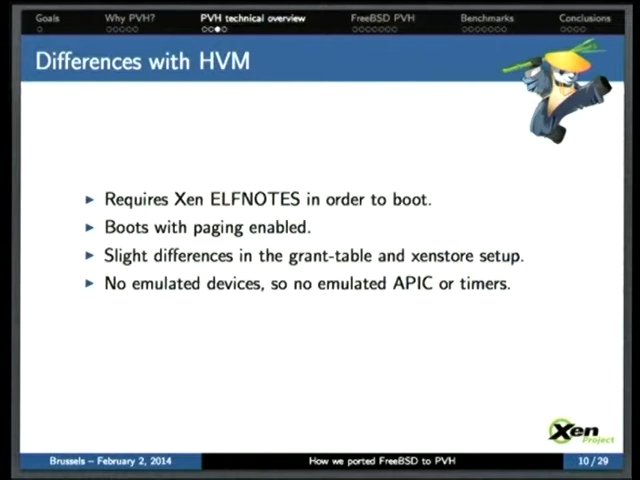 Goals Why PVH? PVH technical overview FreeBSD PVH Benchmarks Conclusions
Differences with HVM
Requires Xen ELFNOTES in order to boot.
Boots with paging enabled.
Slight differences in the grant-table and xenstore setup.
No emulated devices, so no emulated APIC or timers.
Xen
Project
Brussels – February 2, 2014 How we ported FreeBSD to PVH 10 / 29